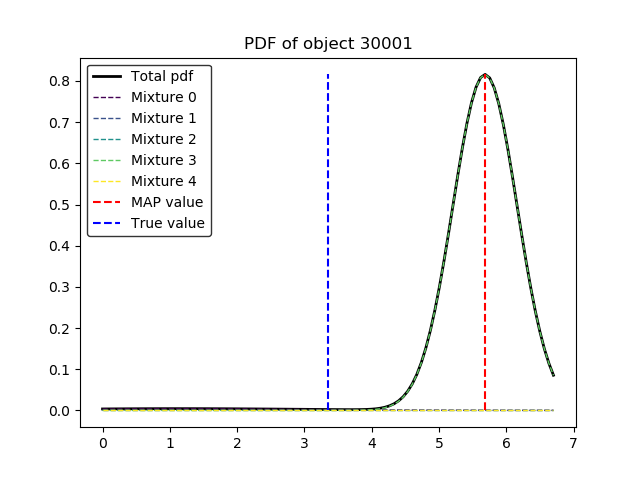 PDF of object 30001
Total pdf
Mixture 0
Mixture 1
Mixture 2
Mixture 3
Mixture 4
MAP value
True value
0.8
0.7
0.6
0.5
0.4
0.3
0.2
0.1
0.0
0 1 2 3 4 5 6 7